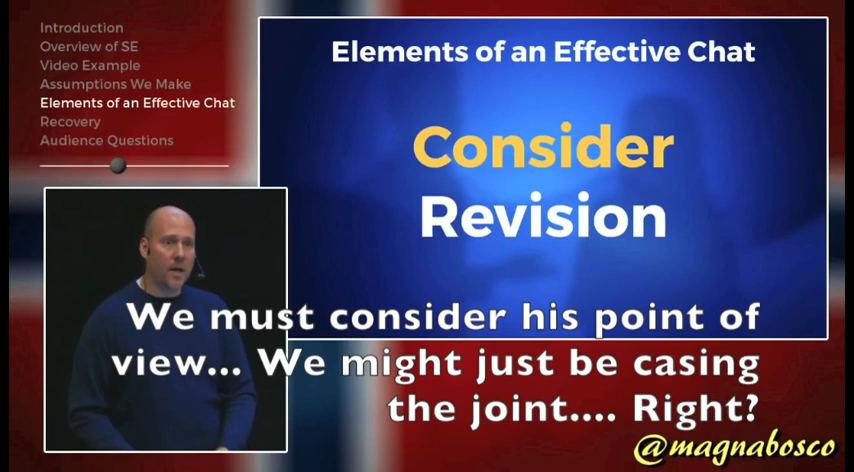 Introduction
Overview of SE
Video Example
Assumptions We Make
Elements of an Effective Chat
Recovery
Audience Questions
Elements of an Effective Chat
Consider
Revision
We must consider his point of
view... We might just be casing
the joint.... Right?
@magnabosco